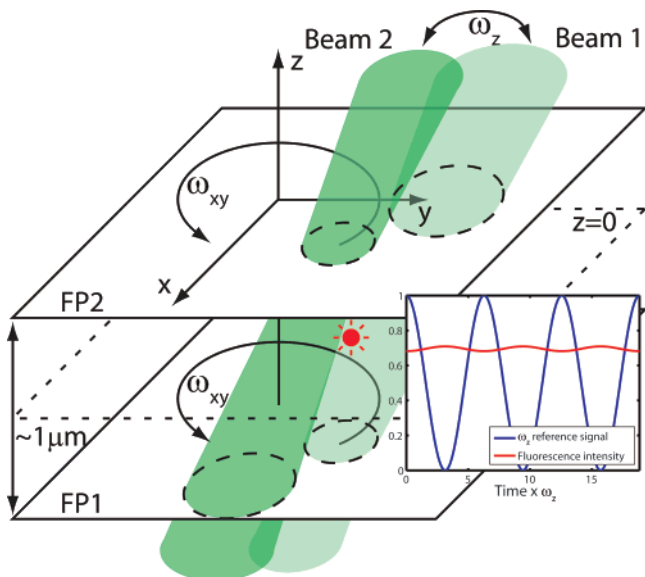 Beam 2
ω_z
Beam 1
z
ω_xy
y
z=0
x
FP2
ω_xy
~1μm
FP1
1
0.8
0.6
0.4
0.2
0
ω_z reference signal
Fluorescence intensity
0 5 10 15
Time x ω_z